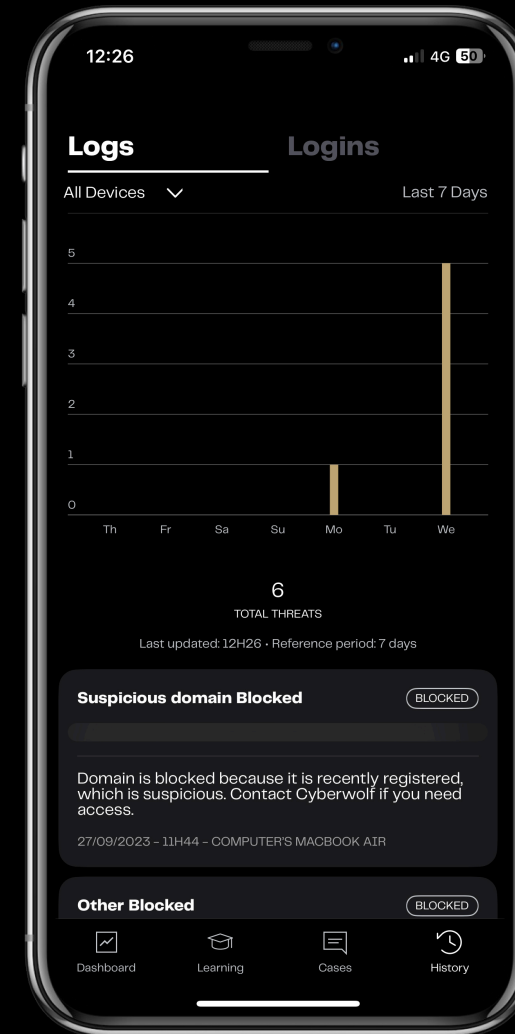 12:26
4G 50
Logs Logins
All Devices Last 7 Days
5
4
3
2
1
0
Th Fr Sa Su Mo Tu We
6
TOTAL THREATS
Last updated: 12H26 • Reference period: 7 days
Suspicious domain Blocked BLOCKED
Domain is blocked because it is recently registered,
which is suspicious. Contact Cyberwolf if you need
access.
27/09/2023 - 11H44 - COMPUTER'S MACBOOK AIR
Other Blocked BLOCKED
Dashboard Learning Cases History